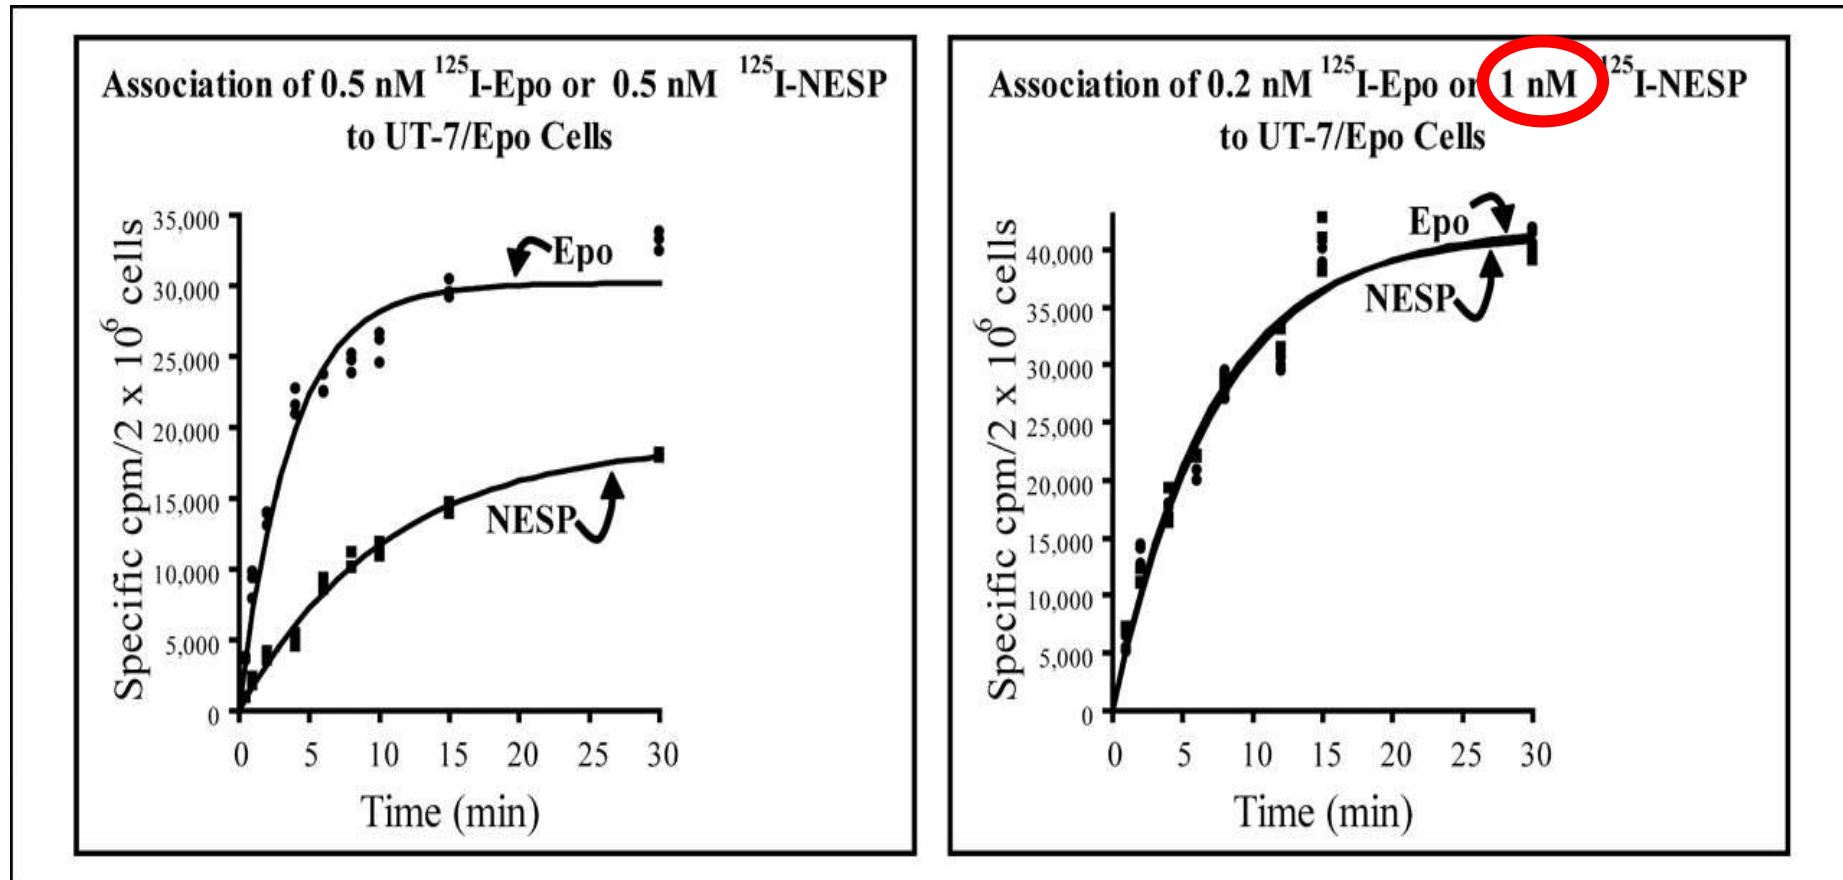 Association of 0.5 nM 125I-Epo or 0.5 nM 125I-NESP
to UT-7/Epo Cells
Specific cpm/2 x 10^6 cells
35,000
30,000
25,000
20,000
15,000
10,000
5,000
0
Epo
NESP
0 5 10 15 20 25 30
Time (min)
Association of 0.2 nM 125I-Epo or 1 nM 125I-NESP
to UT-7/Epo Cells
Specific cpm/2 x 10^6 cells
40,000
35,000
30,000
25,000
20,000
15,000
10,000
5,000
0
Epo
NESP
0 5 10 15 20 25 30
Time (min)